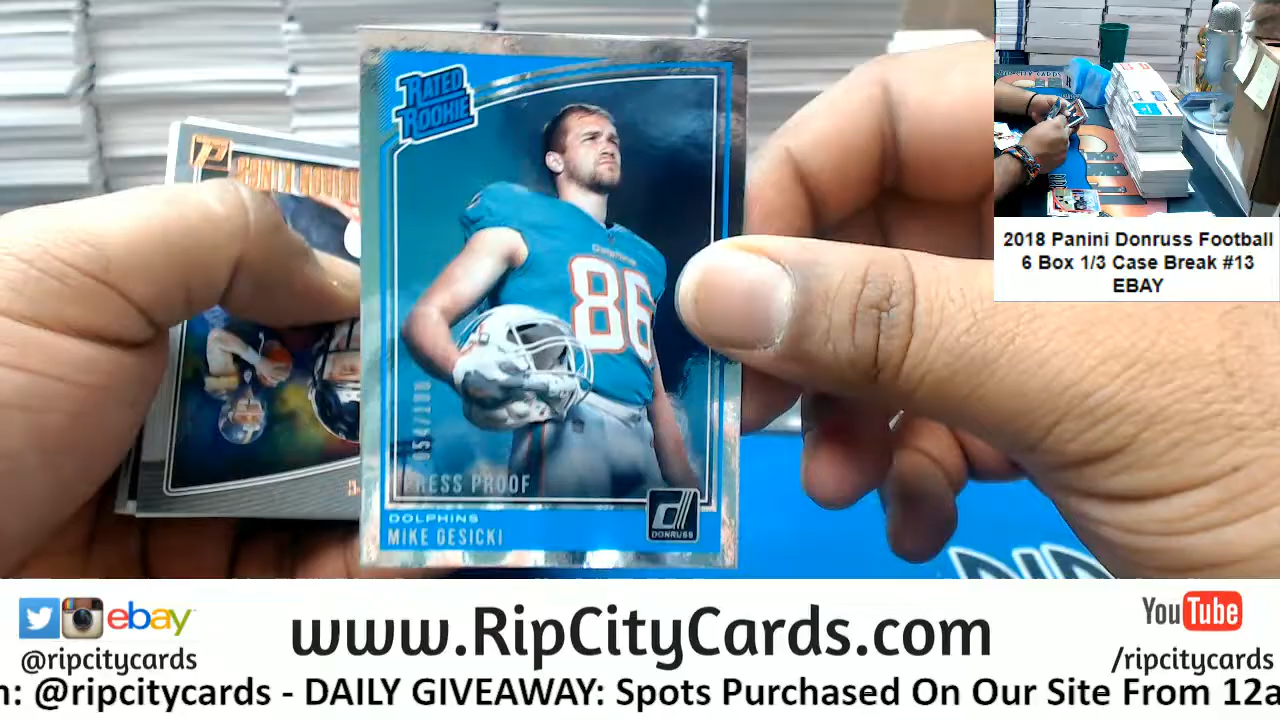 RATED
ROOKIE
86
054/100
PRESS PROOF
DOLPHINS
MIKE GESICKI
DONRUSS
2018 Panini Donruss Football
6 Box 1/3 Case Break #13
EBAY
ebay
@ripcitycards
www.RipCityCards.com
YouTube
/ripcitycards
: @ripcitycards - DAILY GIVEAWAY: Spots Purchased On Our Site From 12a